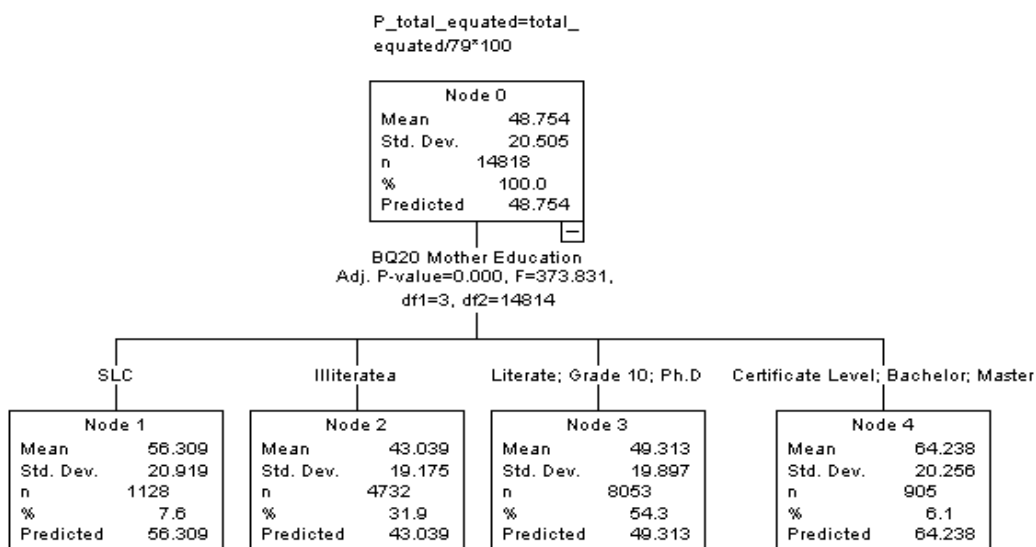 P_total_equated=total_
equated/79*100
Node 0
Mean 48.754
Std. Dev. 20.505
n 14818
% 100.0
Predicted 48.754
BQ20 Mother Education
Adj. P-value=0.000, F=373.831,
df1=3, df2=14814
SLC
Node 1
Mean 56.309
Std. Dev. 20.919
n 1128
% 7.6
Predicted 56.309
Illiteratea
Node 2
Mean 43.039
Std. Dev. 19.175
n 4732
% 31.9
Predicted 43.039
Literate; Grade 10; Ph.D
Node 3
Mean 49.313
Std. Dev. 19.897
n 8053
% 54.3
Predicted 49.313
Certificate Level; Bachelor; Master
Node 4
Mean 64.238
Std. Dev. 20.256
n 905
% 6.1
Predicted 64.238